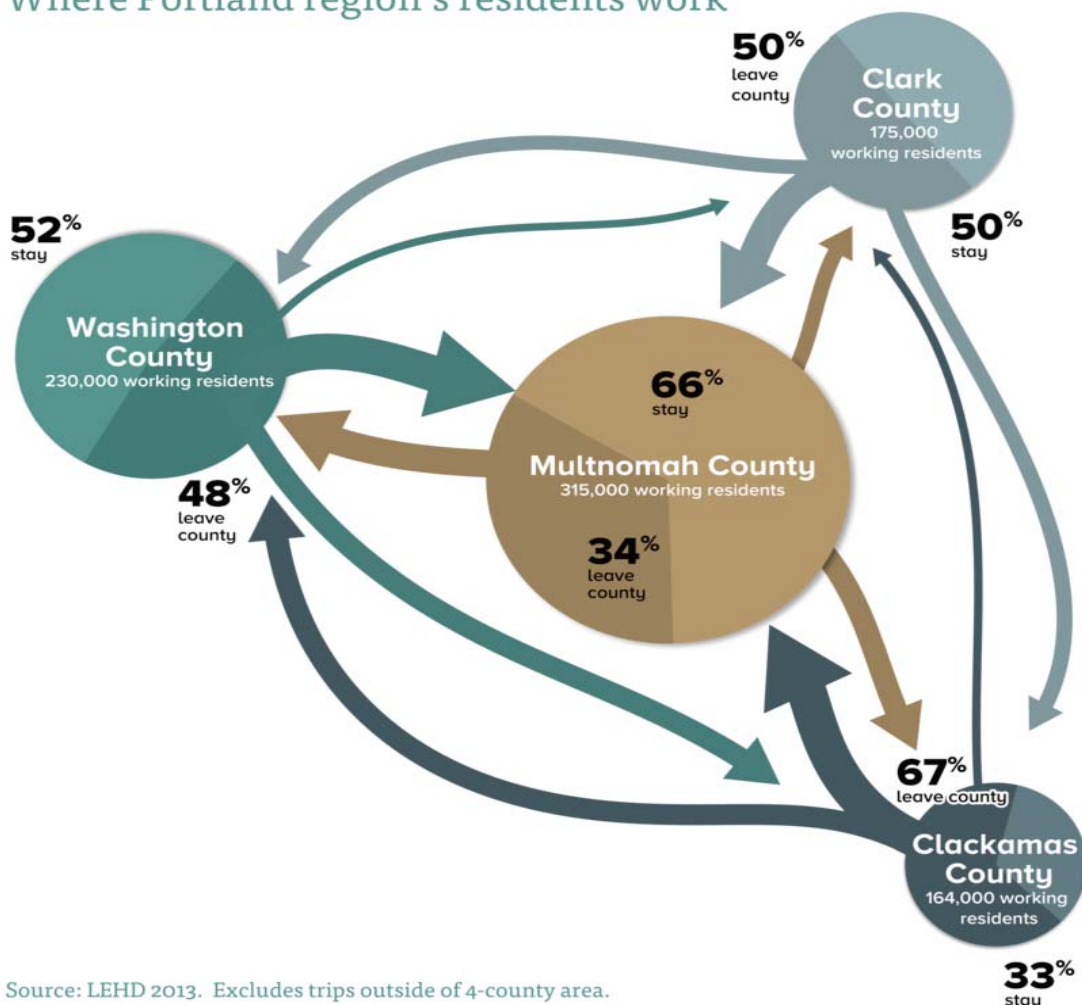 Where Portland region's residents work
50%
leave
county
Clark
County
175,000
working residents
50%
stay
52%
stay
Washington
County
230,000 working residents
48%
leave
county
66%
stay
Multnomah County
315,000 working residents
34%
leave
county
67%
leave county
Clackamas
County
164,000 working
residents
33%
stay
Source: LEHD 2013. Excludes trips outside of 4-county area.